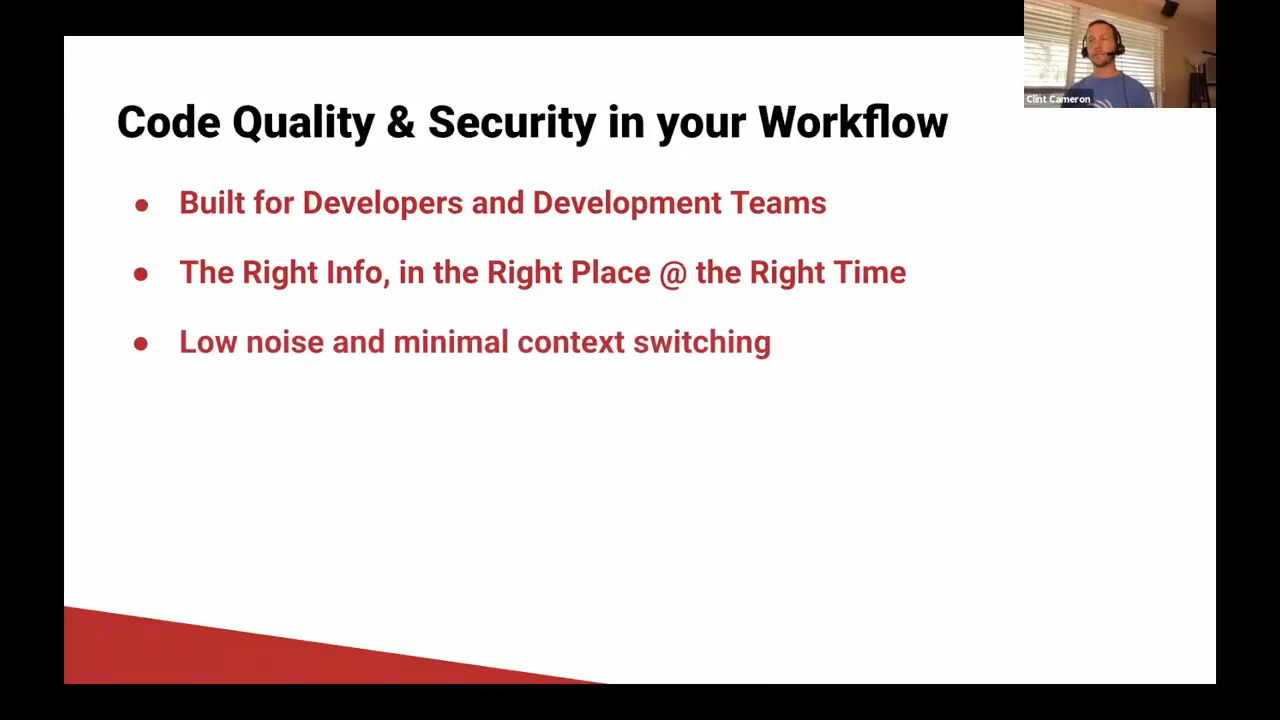 Clint Cameron
Code Quality & Security in your Workflow
● Built for Developers and Development Teams
● The Right Info, in the Right Place @ the Right Time
● Low noise and minimal context switching